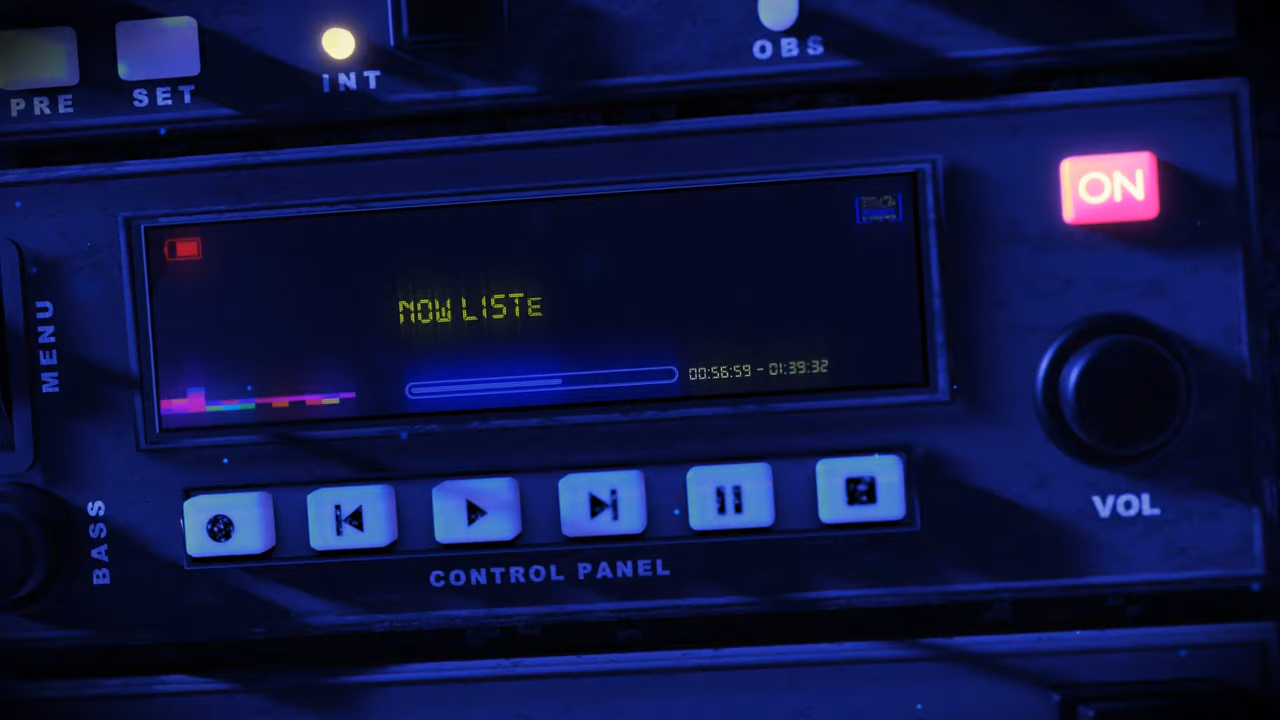 PRE
SET
INT
OBS
ON
NOW LISTE
00:56:59 - 01:39:32
MENU
BASS
VOL
CONTROL PANEL